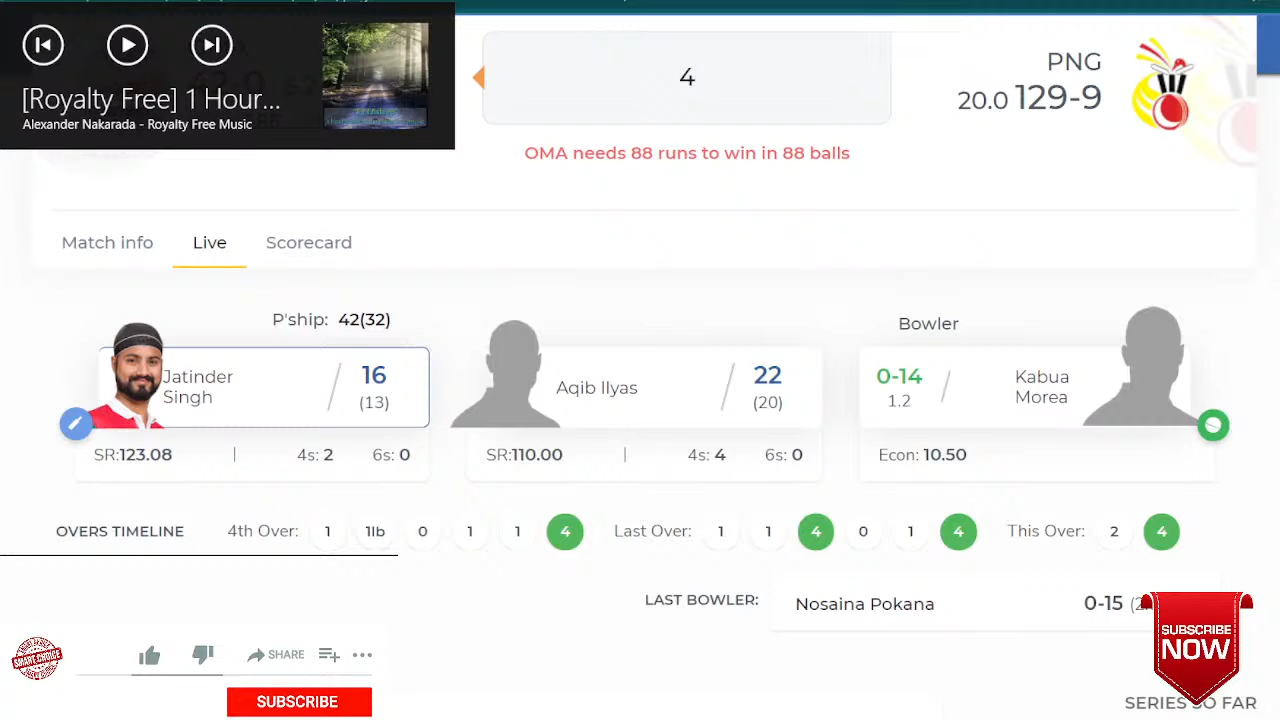 [Royalty Free] 1 Hour...
Alexander Nakarada - Royalty Free Music
4
PNG
20.0 129-9
OMA needs 88 runs to win in 88 balls
Match info Live Scorecard
P'ship: 42(32)
Bowler
Jatinder Singh 16 (13)
SR:123.08 | 4s: 2 6s: 0
Aqib Ilyas 22 (20)
SR:110.00 | 4s: 4 6s: 0
0-14 1.2 Kabua Morea
Econ: 10.50
OVERS TIMELINE 4th Over: 1 1lb 0 1 1 4 Last Over: 1 1 4 0 1 4 This Over: 2 4
LAST BOWLER: Nosaina Pokana 0-15
SUBSCRIBE
NOW
SMART CHOICE
SHARE
SUBSCRIBE
SERIES SO FAR